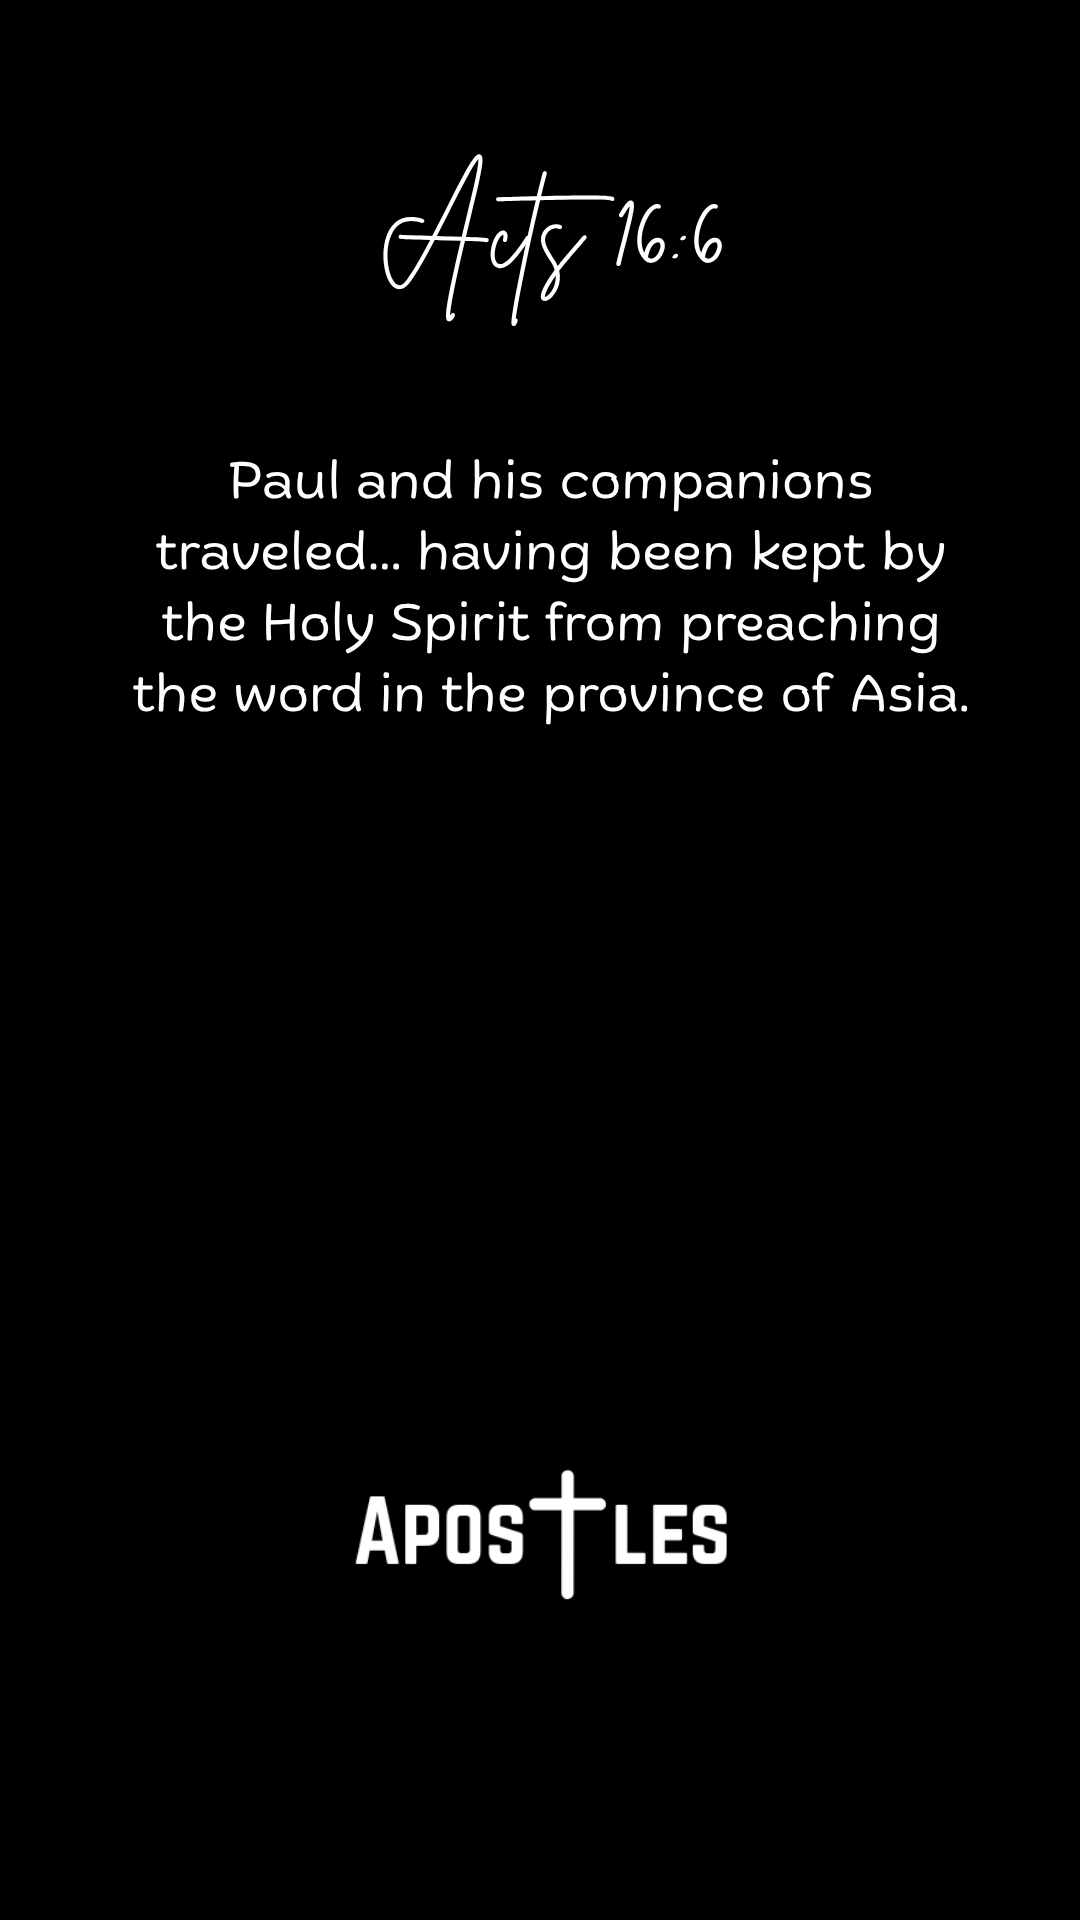 Acts 16:6
Paul and his companions
traveled... having been kept by
the Holy Spirit from preaching
the word in the province of Asia.
APOSTLES